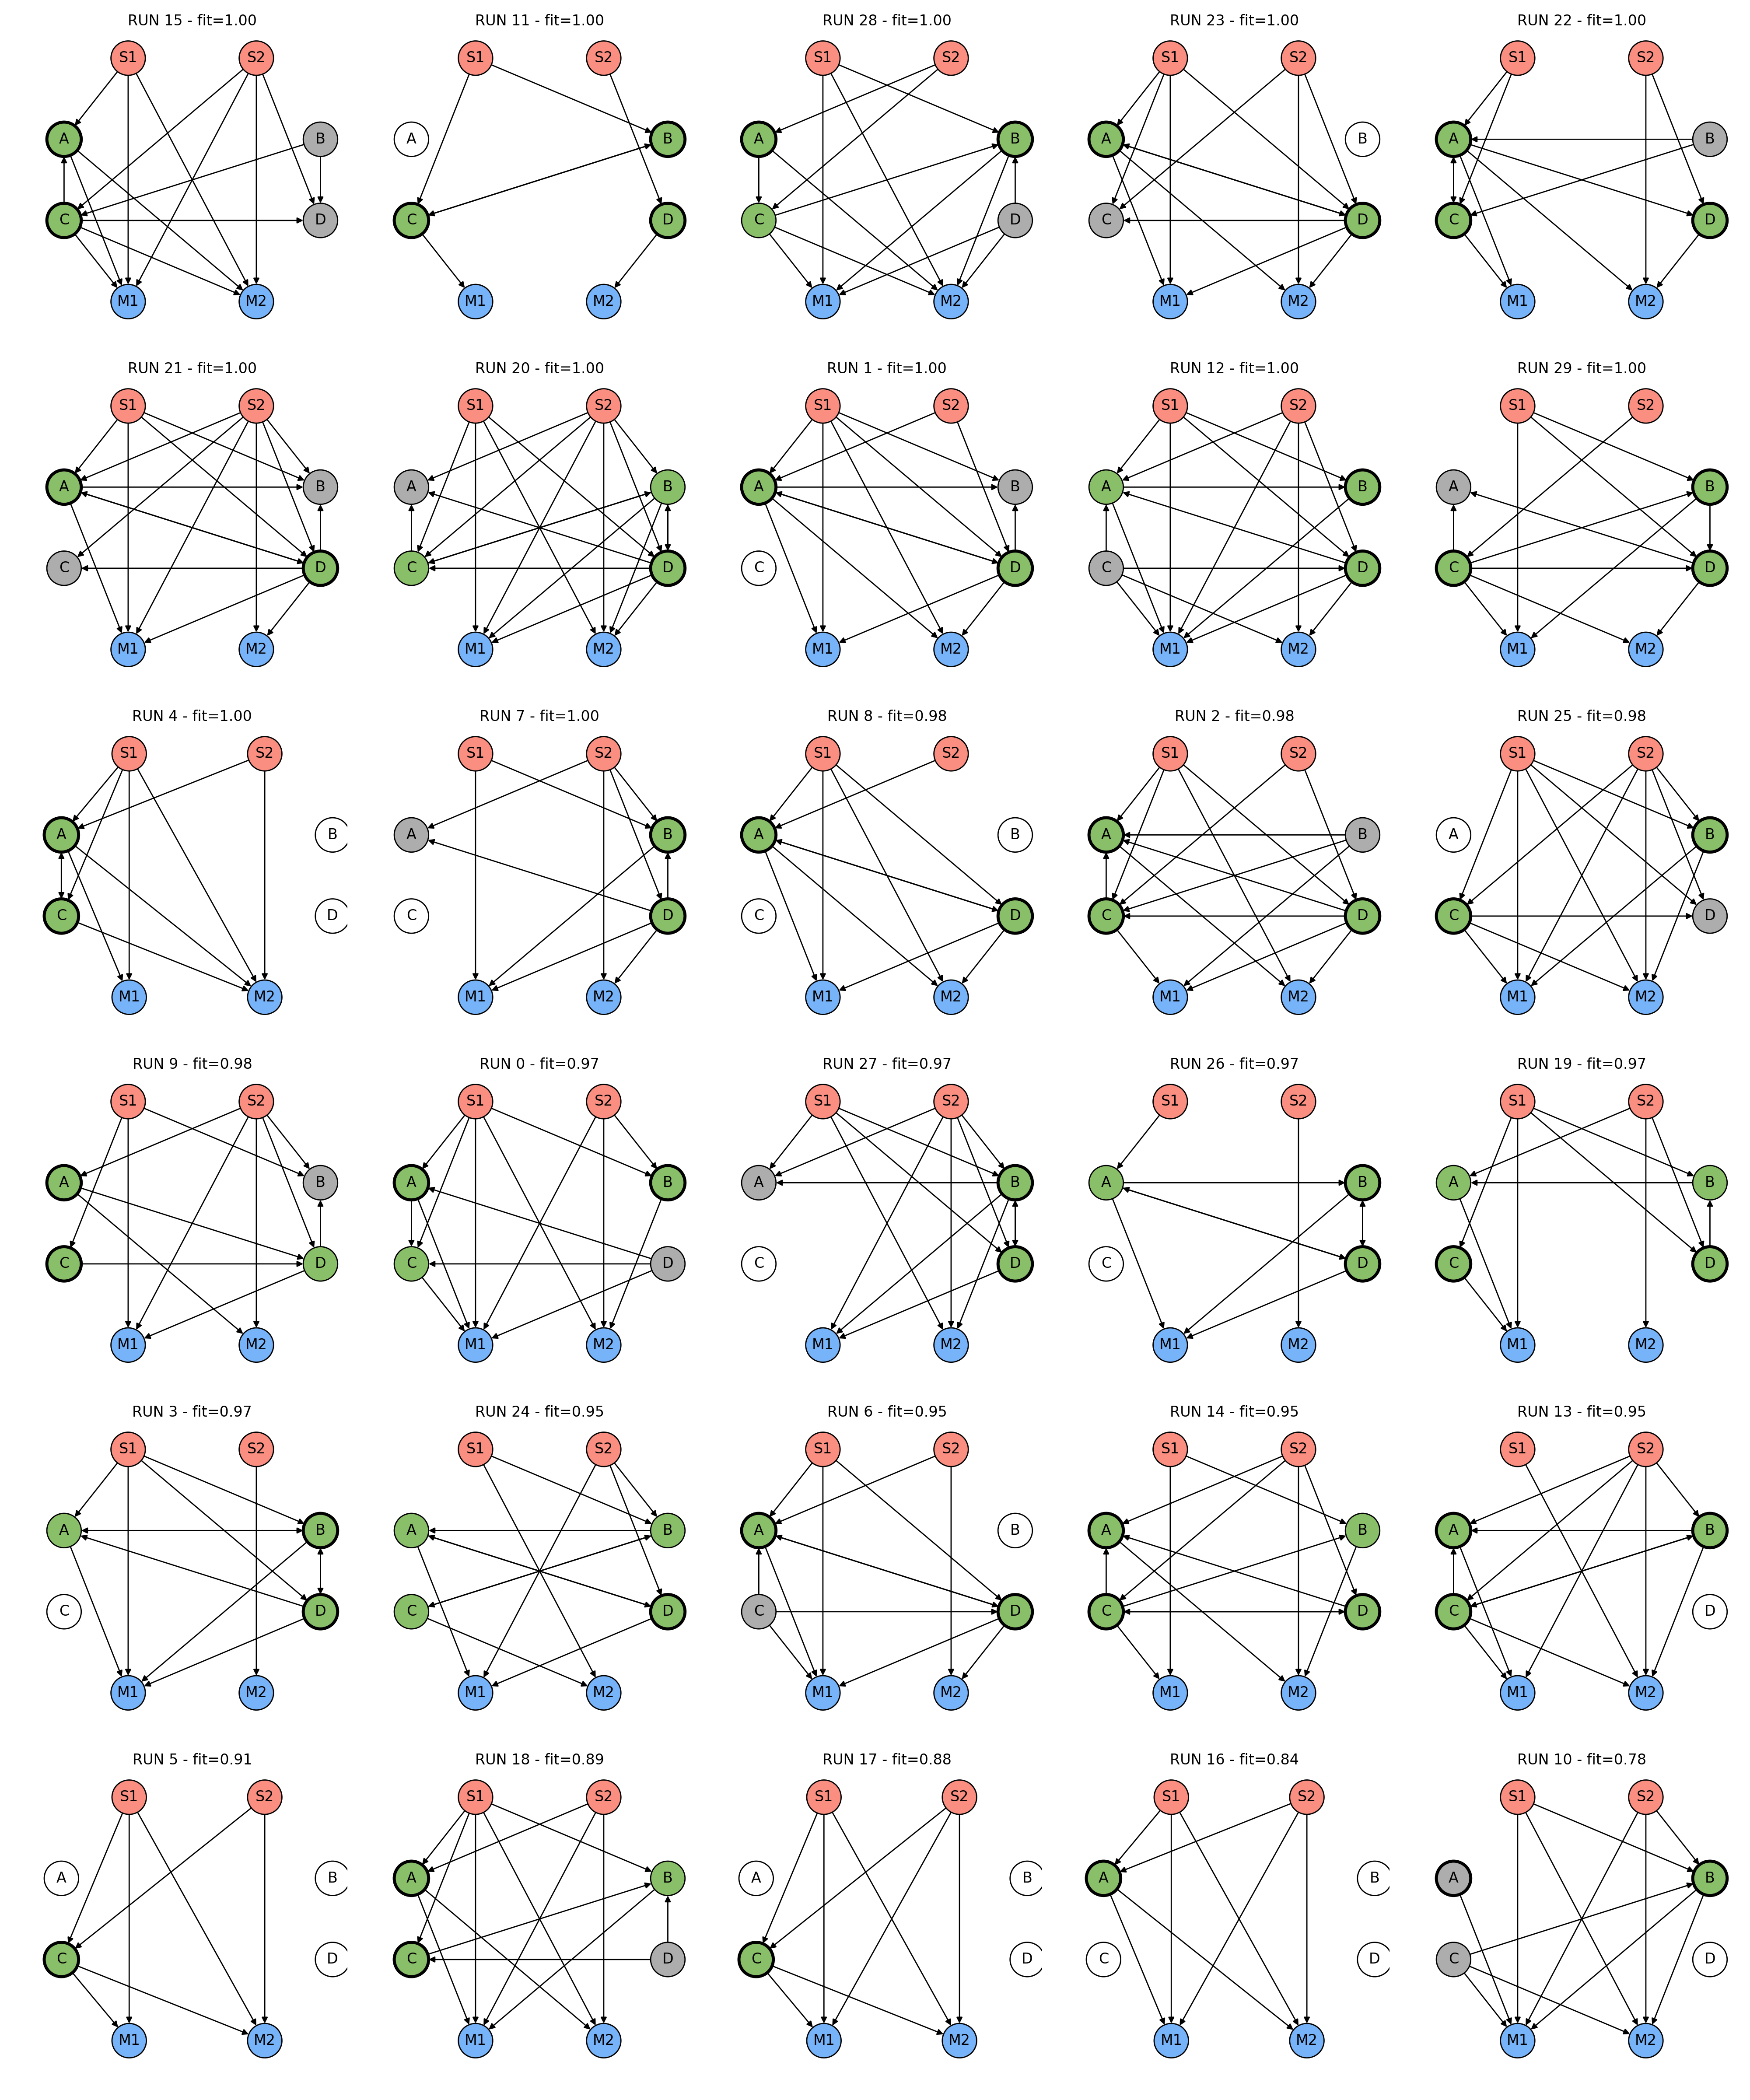 RUN 15 - fit=1.00 RUN 11 - fit=1.00 RUN 28 - fit=1.00 RUN 23 - fit=1.00 RUN 22 - fit=1.00
S1 S2 S1 S2 S1 S2 S1 S2 S1 S2
A B A B A B A B A B
C D C D C D C D C D
M1 M2 M1 M2 M1 M2 M1 M2 M1 M2
RUN 21 - fit=1.00 RUN 20 - fit=1.00 RUN 1 - fit=1.00 RUN 12 - fit=1.00 RUN 29 - fit=1.00
S1 S2 S1 S2 S1 S2 S1 S2 S1 S2
A B A B A B A B A B
C D C D C D C D C D
M1 M2 M1 M2 M1 M2 M1 M2 M1 M2
RUN 4 - fit=1.00 RUN 7 - fit=1.00 RUN 8 - fit=0.98 RUN 2 - fit=0.98 RUN 25 - fit=0.98
S1 S2 S1 S2 S1 S2 S1 S2 S1 S2
A B A B A B A B A B
C D C D C D C D C D
M1 M2 M1 M2 M1 M2 M1 M2 M1 M2
RUN 9 - fit=0.98 RUN 0 - fit=0.97 RUN 27 - fit=0.97 RUN 26 - fit=0.97 RUN 19 - fit=0.97
S1 S2 S1 S2 S1 S2 S1 S2 S1 S2
A B A B A B A B A B
C D C D C D C D C D
M1 M2 M1 M2 M1 M2 M1 M2 M1 M2
RUN 3 - fit=0.97 RUN 24 - fit=0.95 RUN 6 - fit=0.95 RUN 14 - fit=0.95 RUN 13 - fit=0.95
S1 S2 S1 S2 S1 S2 S1 S2 S1 S2
A B A B A B A B A B
C D C D C D C D C D
M1 M2 M1 M2 M1 M2 M1 M2 M1 M2
RUN 5 - fit=0.91 RUN 18 - fit=0.89 RUN 17 - fit=0.88 RUN 16 - fit=0.84 RUN 10 - fit=0.78
S1 S2 S1 S2 S1 S2 S1 S2 S1 S2
A B A B A B A B A B
C D C D C D C D C D
M1 M2 M1 M2 M1 M2 M1 M2 M1 M2